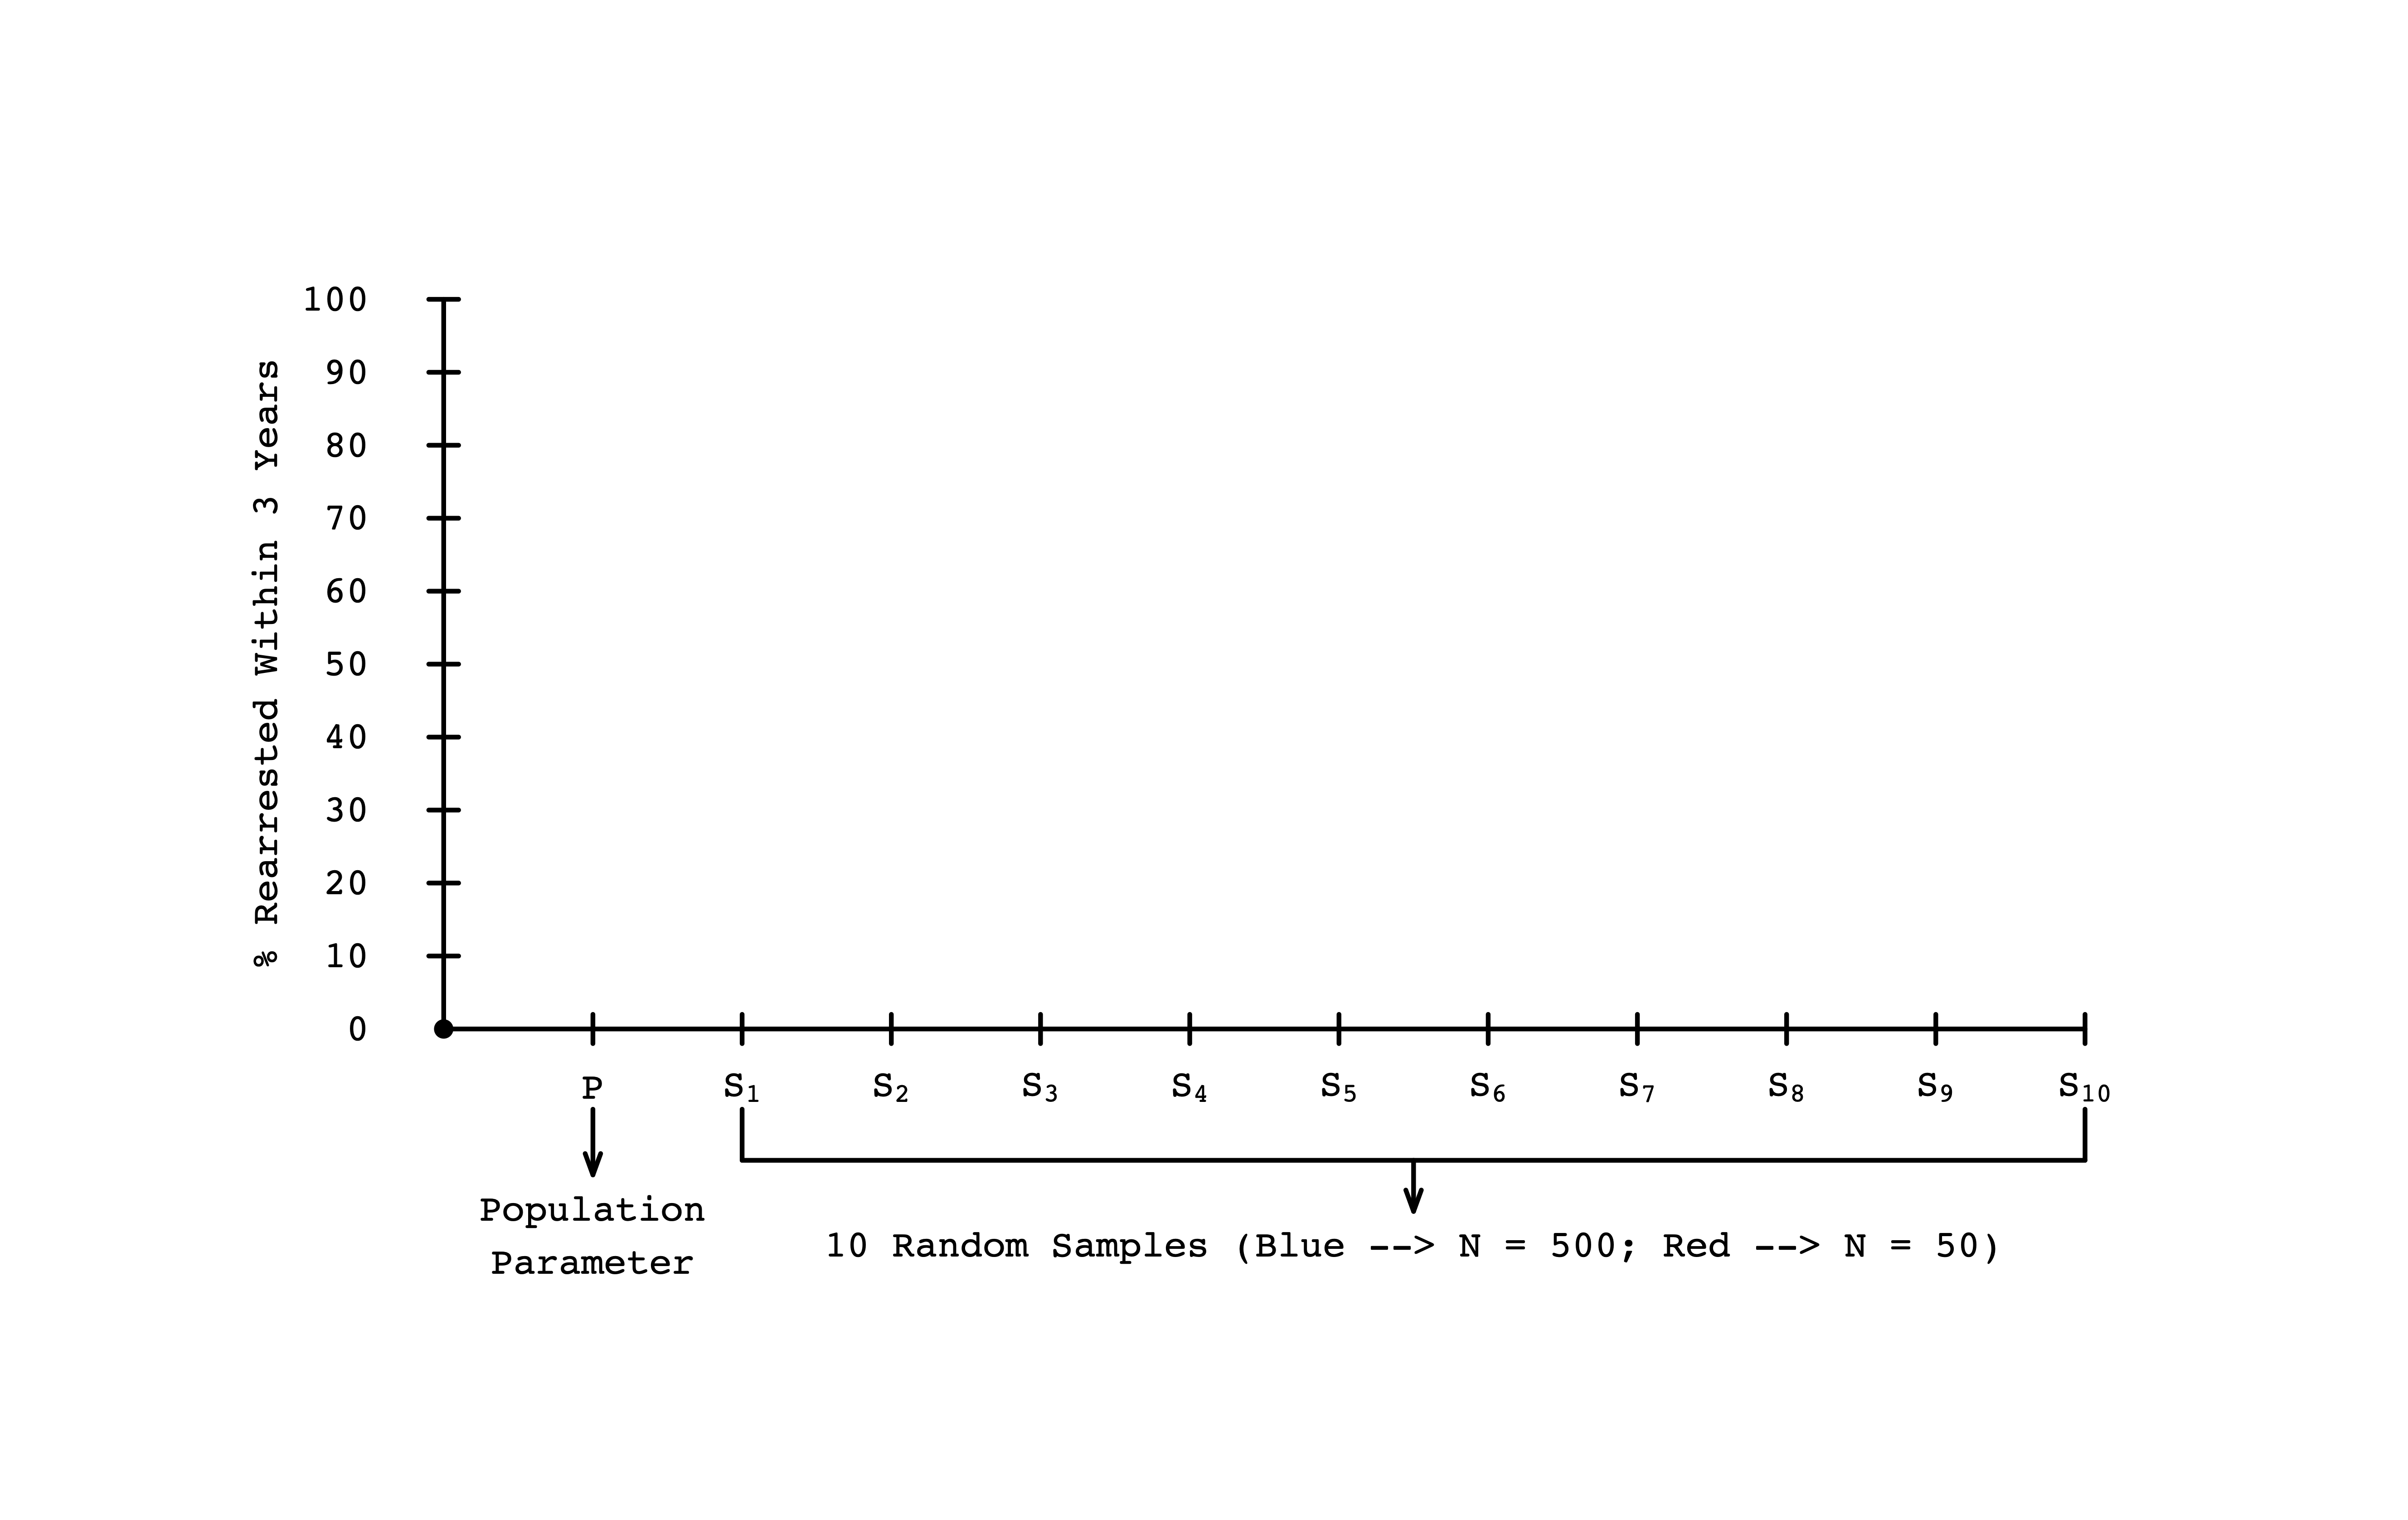 % Rearrested Within 3 Years
100
90
80
70
60
50
40
30
20
10
0
P S₁ S₂ S₃ S₄ S₅ S₆ S₇ S₈ S₉ S₁₀
Population
Parameter
10 Random Samples (Blue --> N = 500; Red --> N = 50)